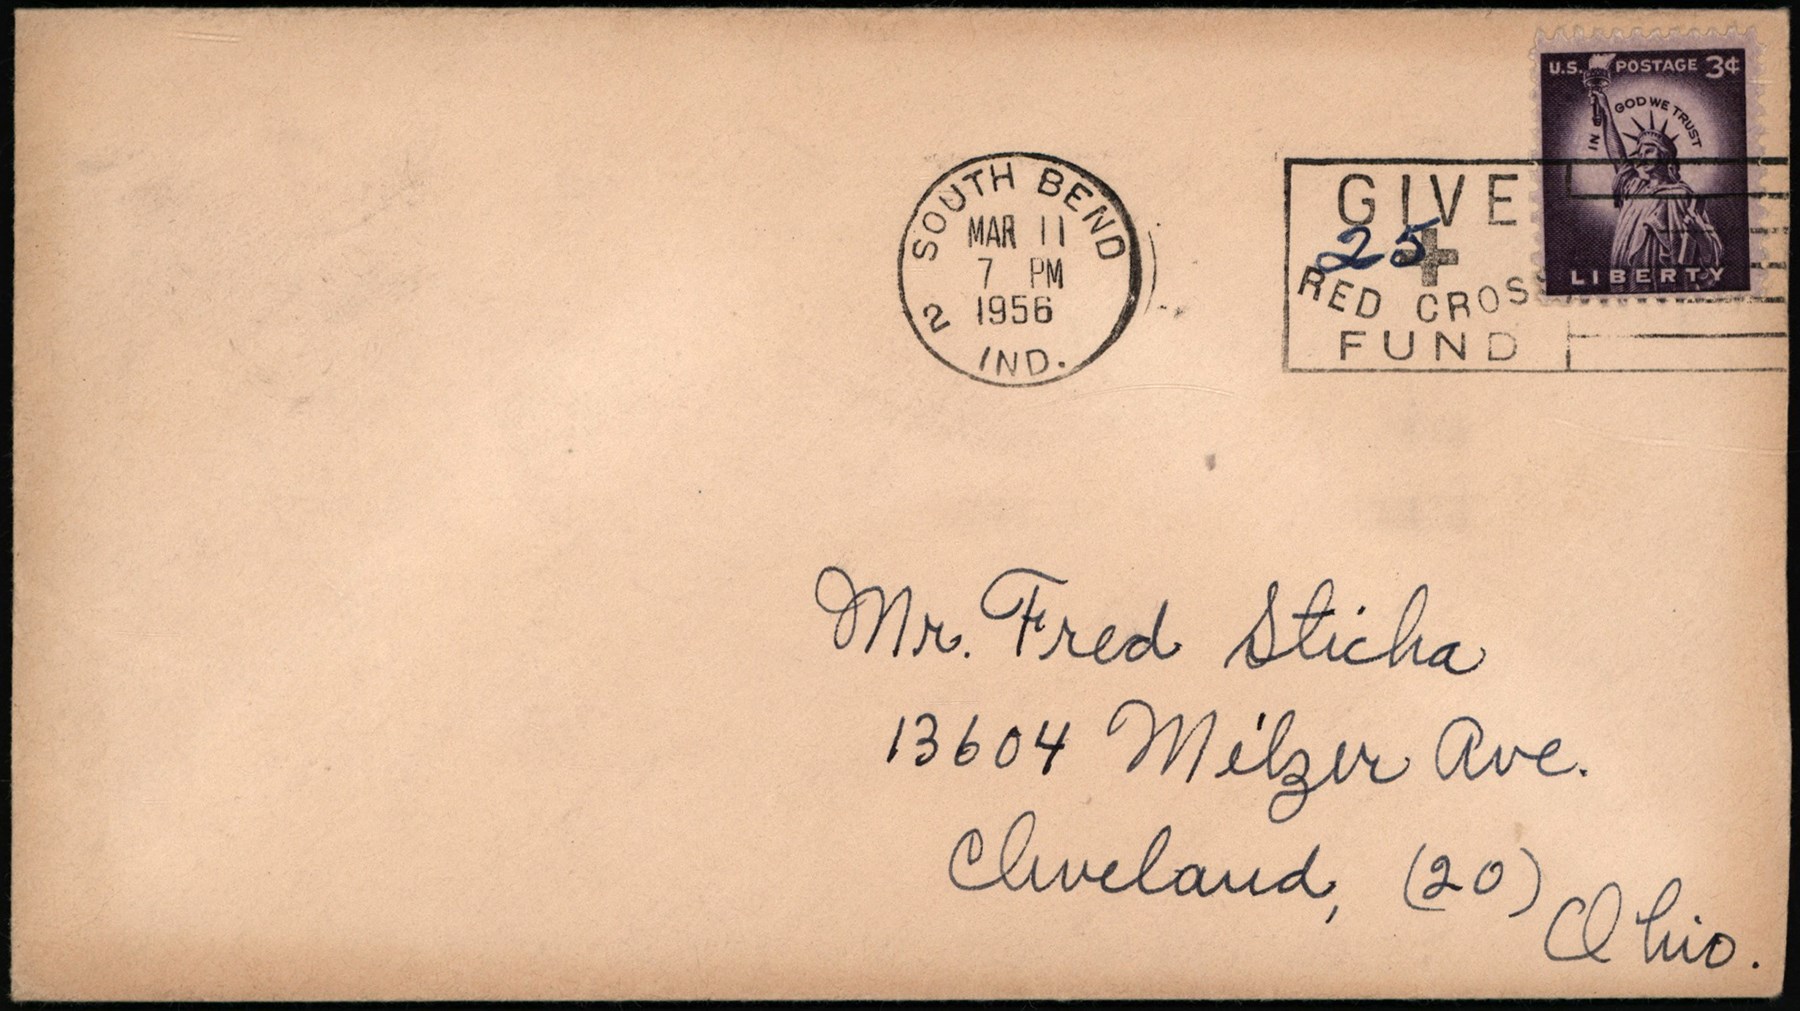 U.S. POSTAGE 3¢
IN GOD WE TRUST
LIBERTY
SOUTH BEND
MAR 11
7 PM
1956
2
IND.
GIVE
25
RED CROSS
FUND
Mr. Fred Sticha
13604 Milzer Ave.
Cleveland, (20)
Ohio.